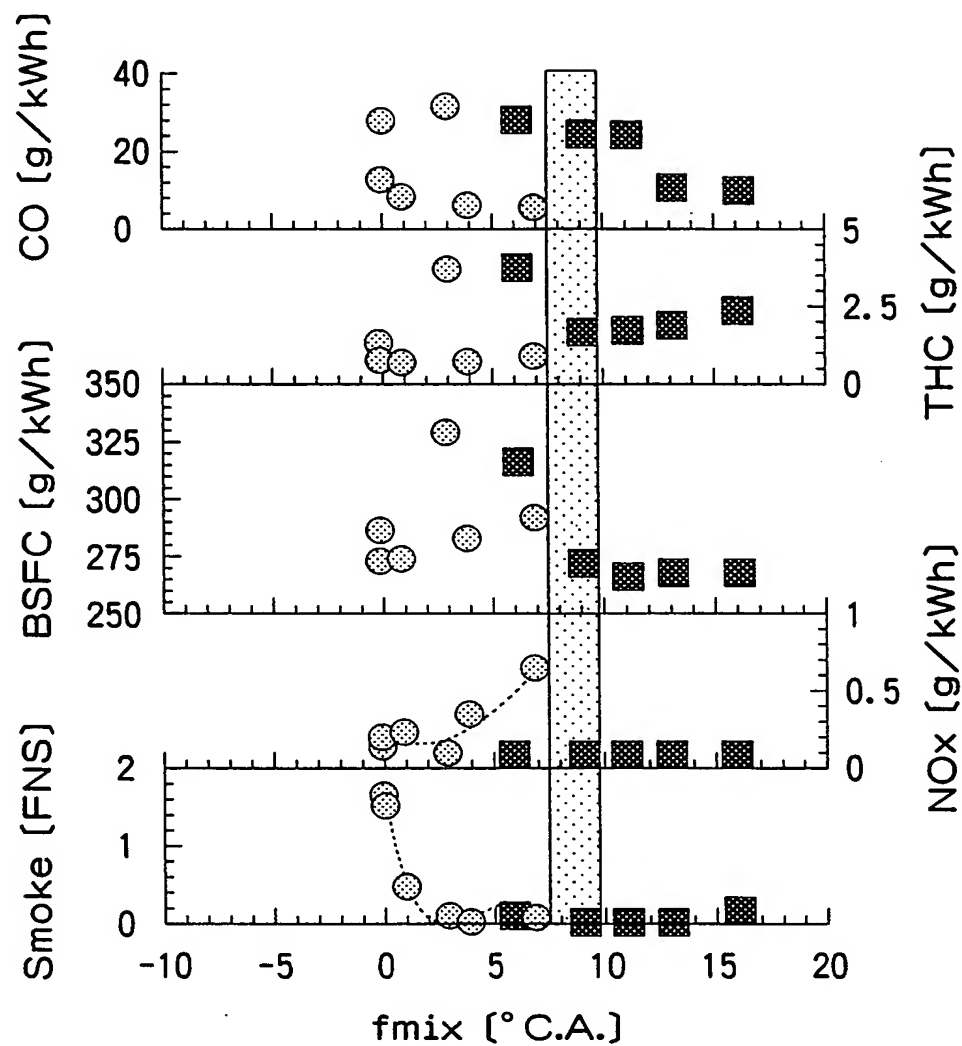 CO [g/kWh]
40
20
0
THC [g/kWh]
5
2.5
0
BSFC [g/kWh]
350
325
300
275
250
NOx [g/kWh]
1
0.5
0
Smoke [FNS]
2
1
0
-10 -5 0 5 10 15 20
fmix [° C.A.]